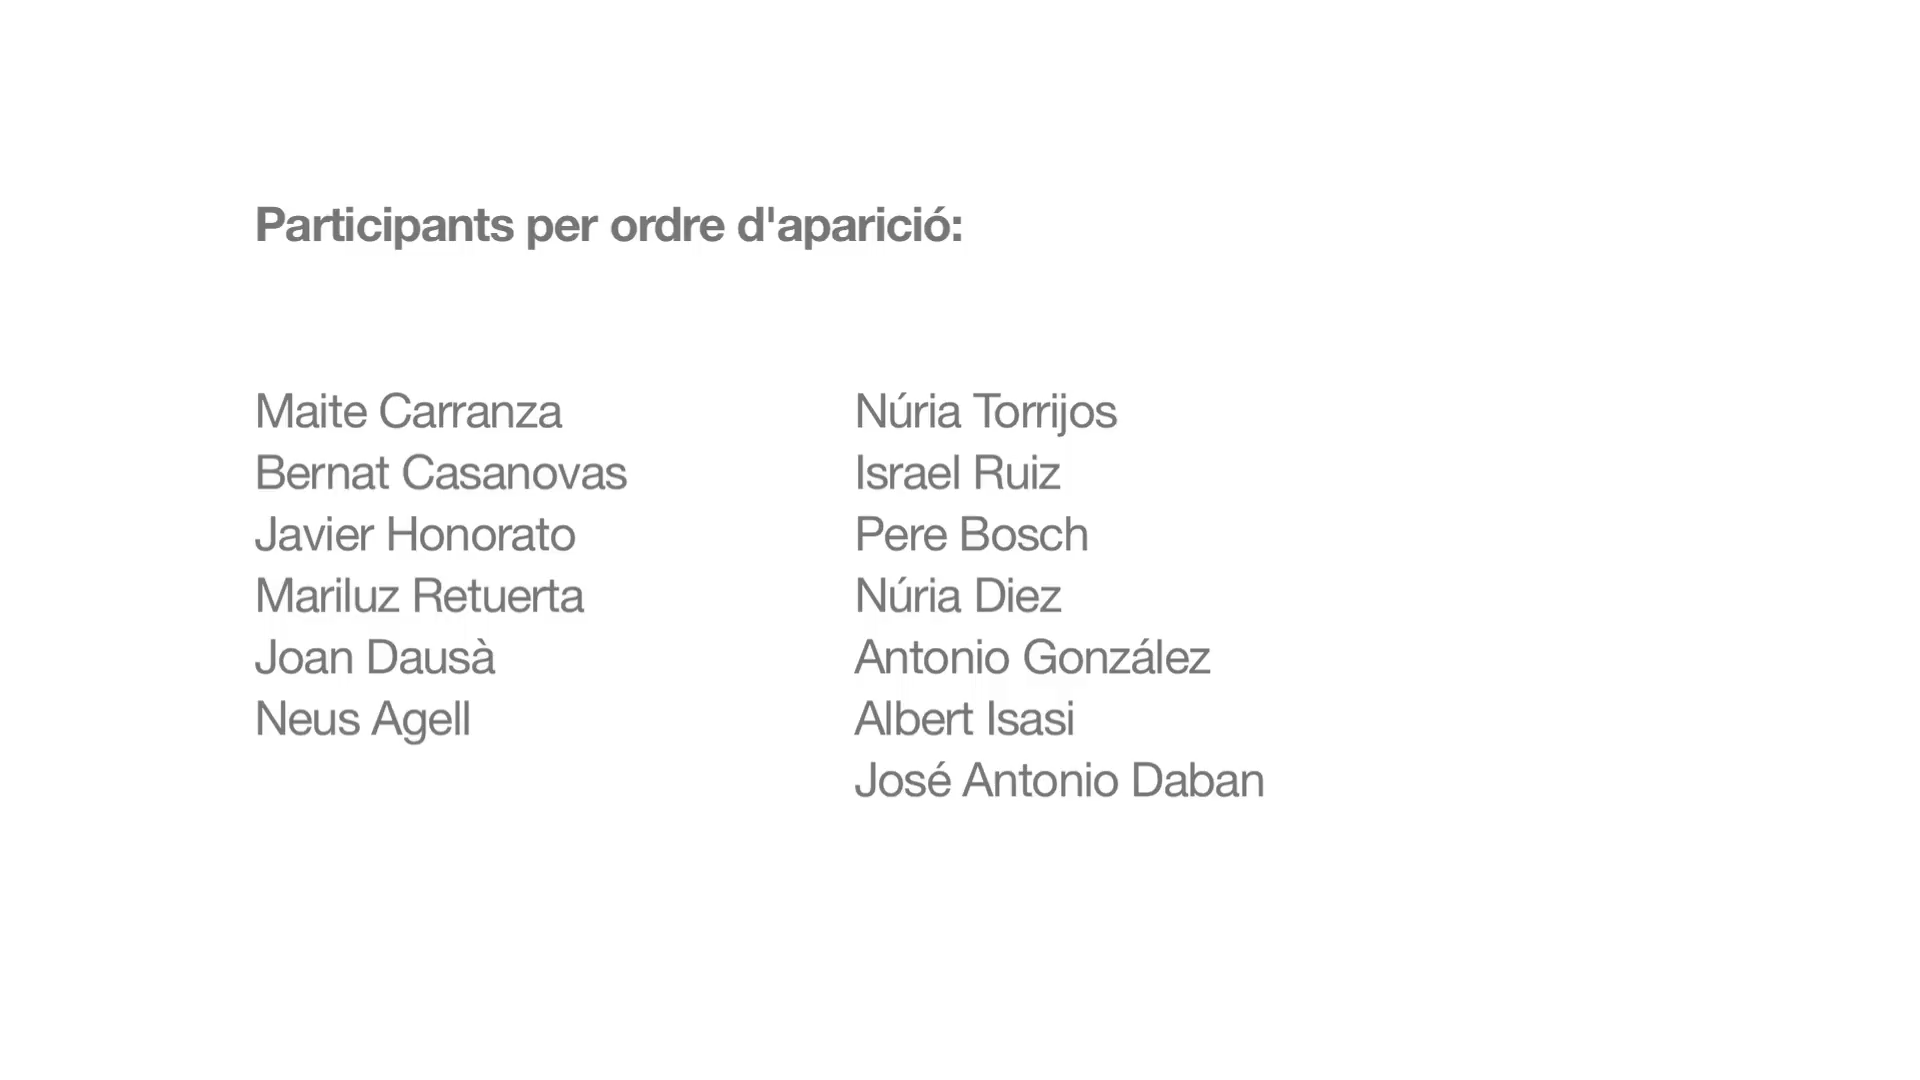 Participants per ordre d'aparició:
Maite Carranza
Bernat Casanovas
Javier Honorato
Mariluz Retuerta
Joan Dausà
Neus Agell
Núria Torrijos
Israel Ruiz
Pere Bosch
Núria Diez
Antonio González
Albert Isasi
José Antonio Daban